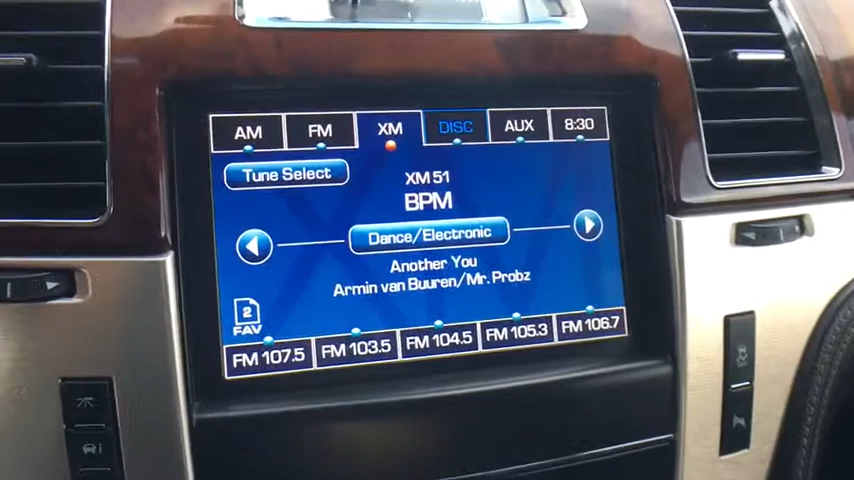 AM FM XM DISC AUX 8:30
Tune Select
XM 51
BPM
Dance/Electronic
Another You
Armin van Buuren/Mr. Probz
2
FAV
FM 107.5 FM 103.5 FM 104.5 FM 105.3 FM 106.7